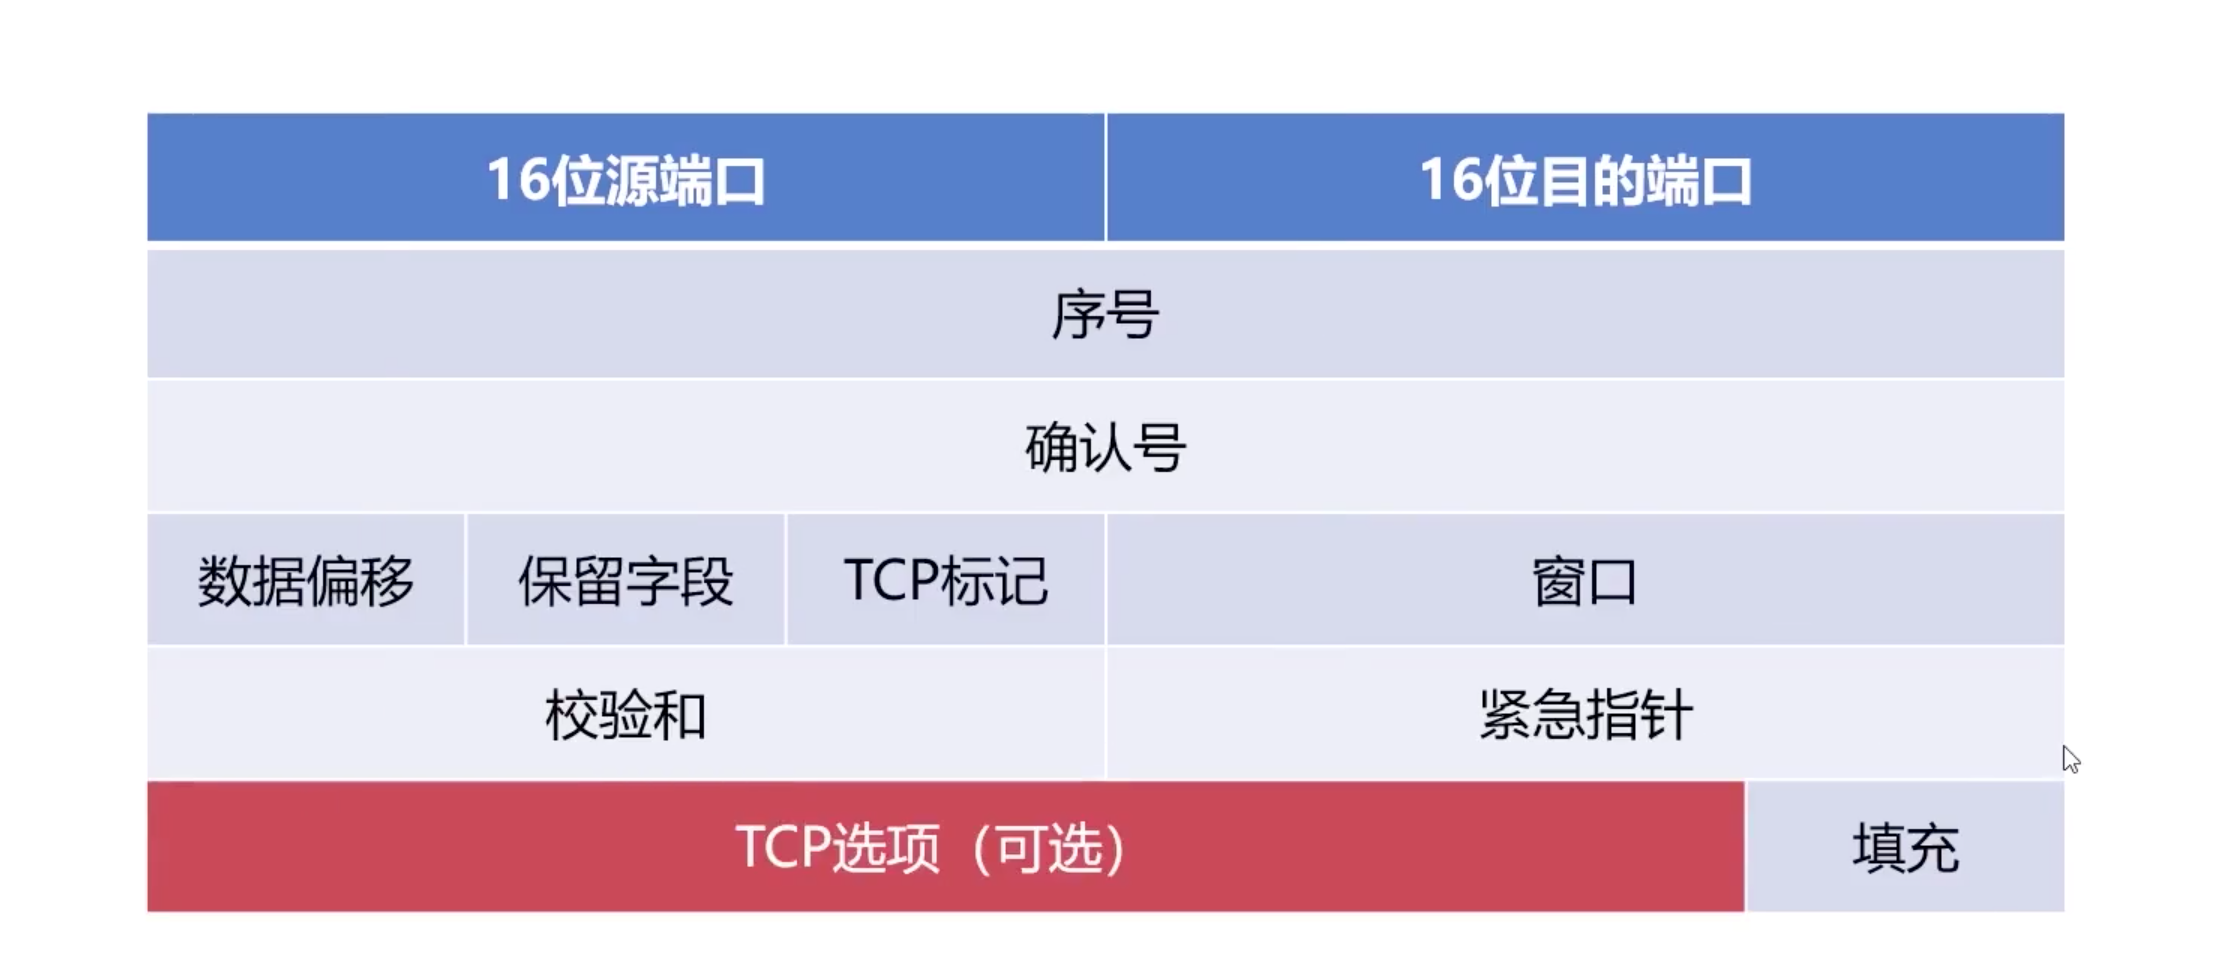 16位源端口
16位目的端口
序号
确认号
数据偏移
保留字段
TCP标记
窗口
校验和
紧急指针
TCP选项（可选）
填充